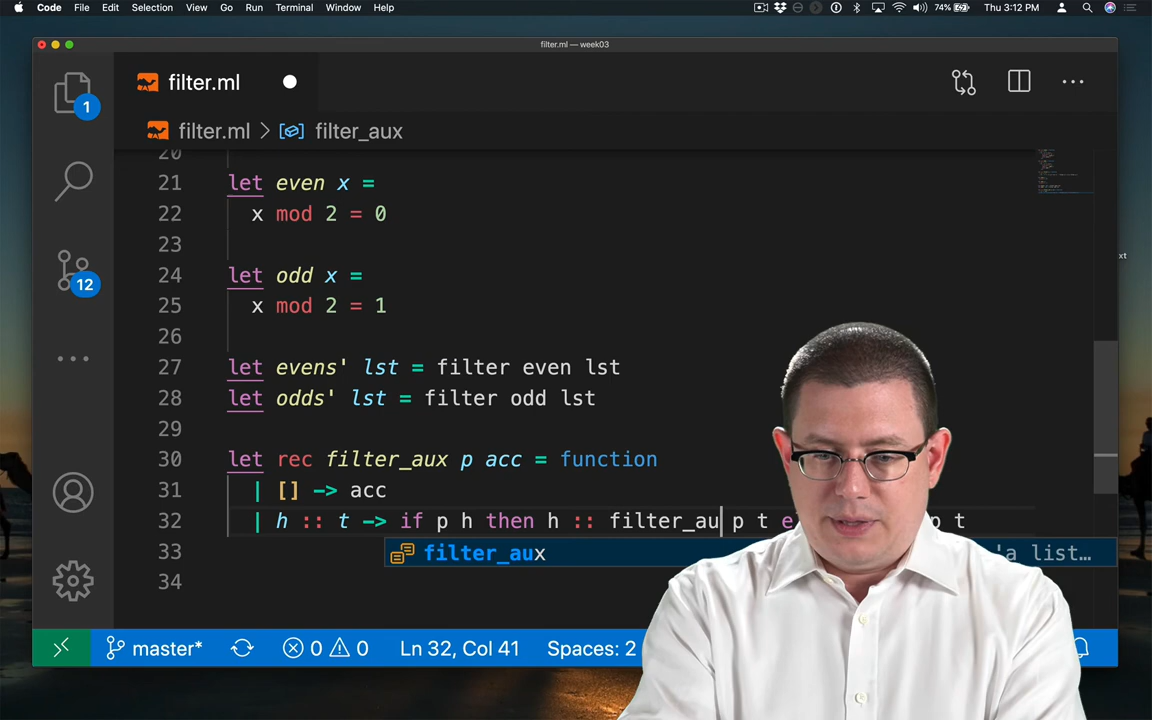 Code File Edit Selection View Go Run Terminal Window Help 74% Thu 3:12 PM
filter.ml — week03
filter.ml
1
filter.ml > filter_aux
20
21 let even x =
22 x mod 2 = 0
23
24 let odd x =
25 x mod 2 = 1
26
27 let evens' lst = filter even lst
28 let odds' lst = filter odd lst
29
30 let rec filter_aux p acc = function
31 | [] -> acc
32 | h :: t -> if p h then h :: filter_au p t e p t
33 filter_aux 'a list…
34
12
xt
master* 0 0 Ln 32, Col 41 Spaces: 2